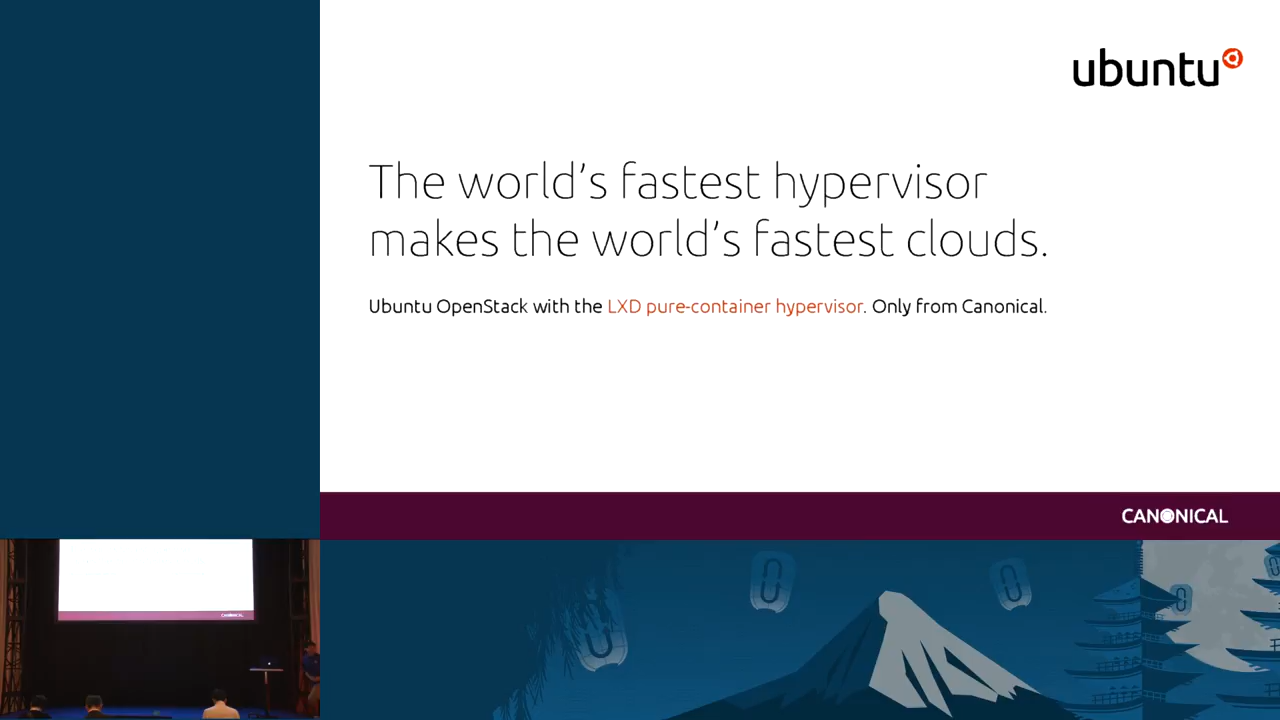 ubuntu
The world's fastest hypervisor
makes the world's fastest clouds.
Ubuntu OpenStack with the LXD pure-container hypervisor. Only from Canonical.
CANONICAL
CANONICAL